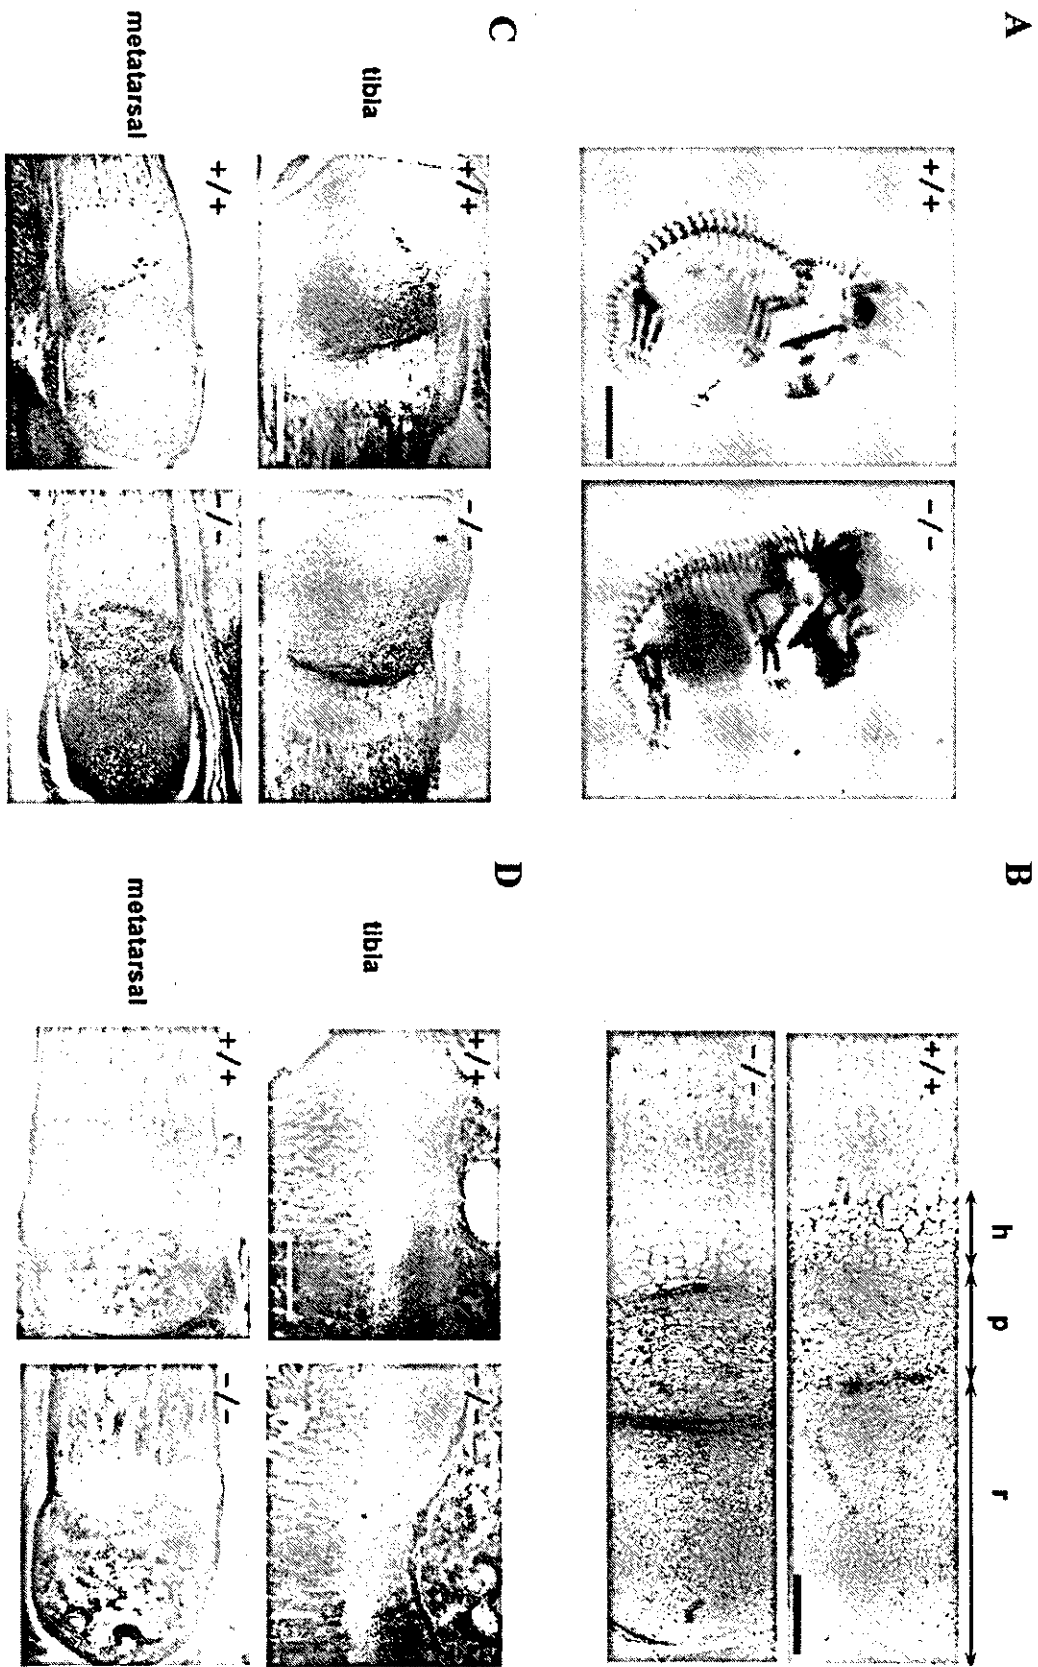 A
+/+
-/-
B
h
p
r
+/+
-/-
C
tibia
+/+
-/-
metatarsal
+/+
-/-
D
tibia
+/+
-/-
metatarsal
+/+
-/-